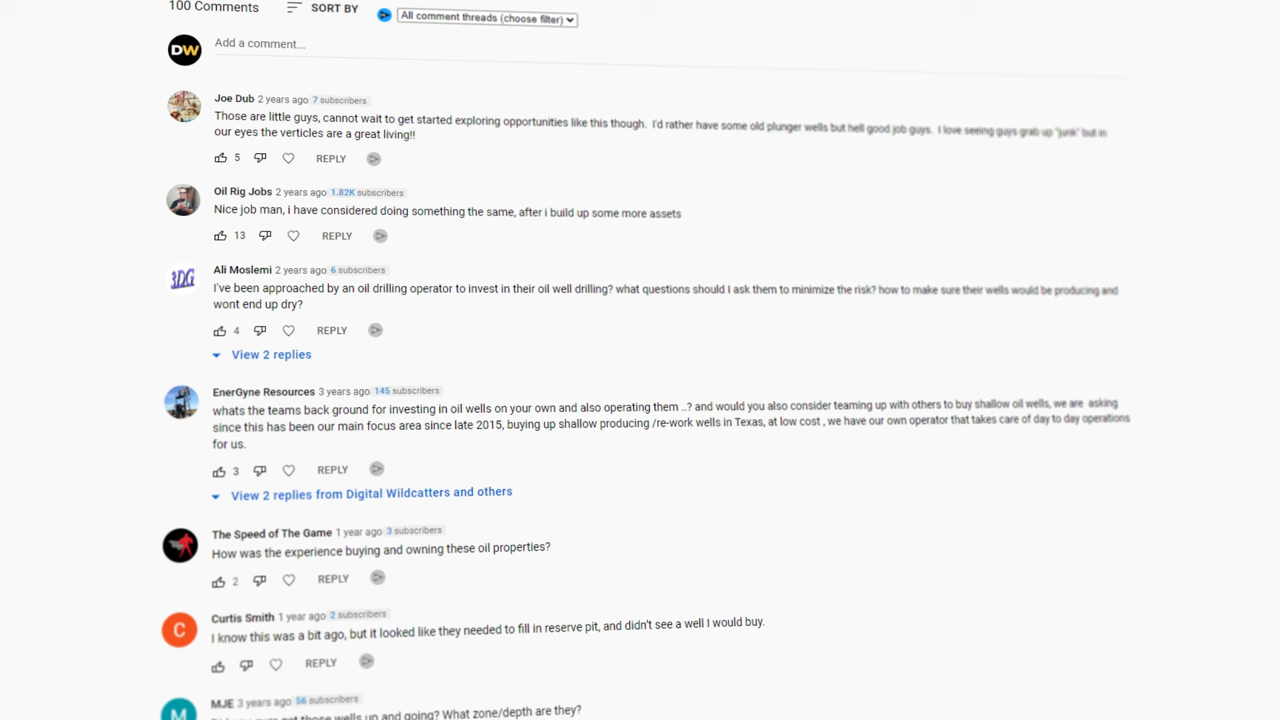 100 Comments SORT BY All comment threads (choose filter)
DW Add a comment...
Joe Dub 2 years ago 7 subscribers
Those are little guys, cannot wait to get started exploring opportunities like this though. I'd rather have some old plunger wells but hell good job guys. I love seeing guys grab up "junk" but in
our eyes the verticles are a great living!!
5 REPLY
Oil Rig Jobs 2 years ago 1.82K subscribers
Nice job man, i have considered doing something the same, after i build up some more assets
13 REPLY
3DG Ali Moslemi 2 years ago 6 subscribers
I've been approached by an oil drilling operator to invest in their oil well drilling? what questions should I ask them to minimize the risk? how to make sure their wells would be producing and
wont end up dry?
4 REPLY
View 2 replies
EnerGyne Resources 3 years ago 145 subscribers
whats the teams back ground for investing in oil wells on your own and also operating them ..? and would you also consider teaming up with others to buy shallow oil wells, we are asking
since this has been our main focus area since late 2015, buying up shallow producing /re-work wells in Texas, at low cost , we have our own operator that takes care of day to day operations
for us.
3 REPLY
View 2 replies from Digital Wildcatters and others
The Speed of The Game 1 year ago 3 subscribers
How was the experience buying and owning these oil properties?
2 REPLY
C Curtis Smith 1 year ago 2 subscribers
I know this was a bit ago, but it looked like they needed to fill in reserve pit, and didn't see a well I would buy.
REPLY
M MJE 3 years ago 56 subscribers
those wells up and going? What zone/depth are they?